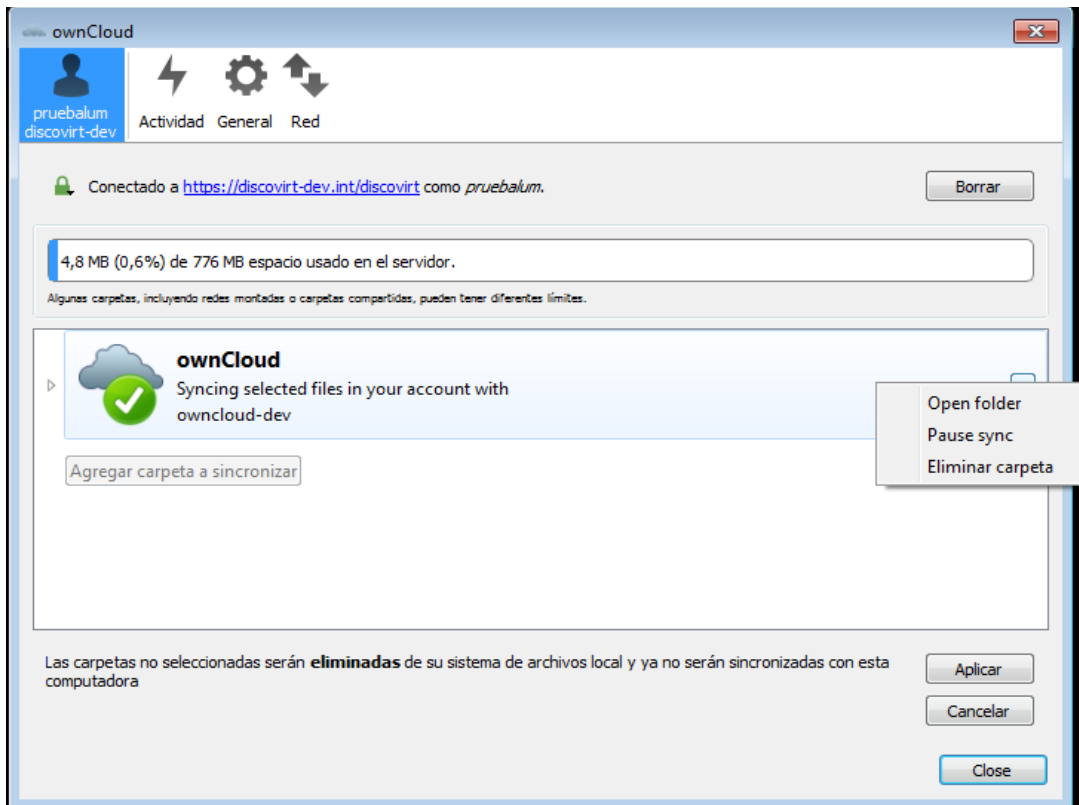 ownCloud
pruebalum
discovirt-dev
Actividad
General
Red
Conectado a https://discovirt-dev.int/discovirt como pruebalum.
Borrar
4,8 MB (0,6%) de 776 MB espacio usado en el servidor.
Algunas carpetas, incluyendo redes montadas o carpetas compartidas, pueden tener diferentes límites.
ownCloud
Syncing selected files in your account with
owncloud-dev
Open folder
Pause sync
Eliminar carpeta
Agregar carpeta a sincronizar
Las carpetas no seleccionadas serán eliminadas de su sistema de archivos local y ya no serán sincronizadas con esta
computadora
Aplicar
Cancelar
Close